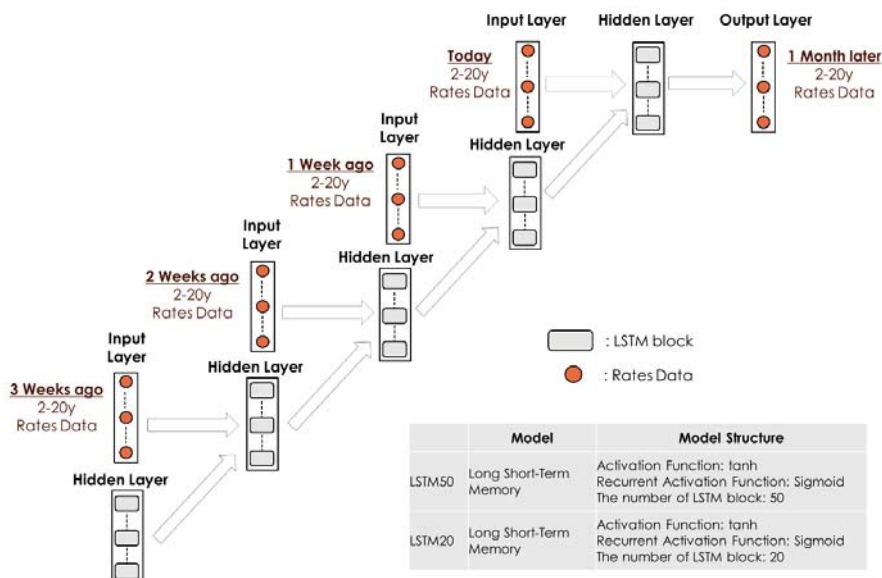 Input Layer
Hidden Layer
Output Layer
Today
2-20y
Rates Data
1 Month later
2-20y
Rates Data
Input
Layer
Hidden Layer
1 Week ago
2-20y
Rates Data
Input
Layer
Hidden Layer
2 Weeks ago
2-20y
Rates Data
Input
Layer
Hidden Layer
3 Weeks ago
2-20y
Rates Data
Hidden Layer
: LSTM block
: Rates Data
Model
Model Structure
LSTM50
Long Short-Term
Memory
Activation Function: tanh
Recurrent Activation Function: Sigmoid
The number of LSTM block: 50
LSTM20
Long Short-Term
Memory
Activation Function: tanh
Recurrent Activation Function: Sigmoid
The number of LSTM block: 20